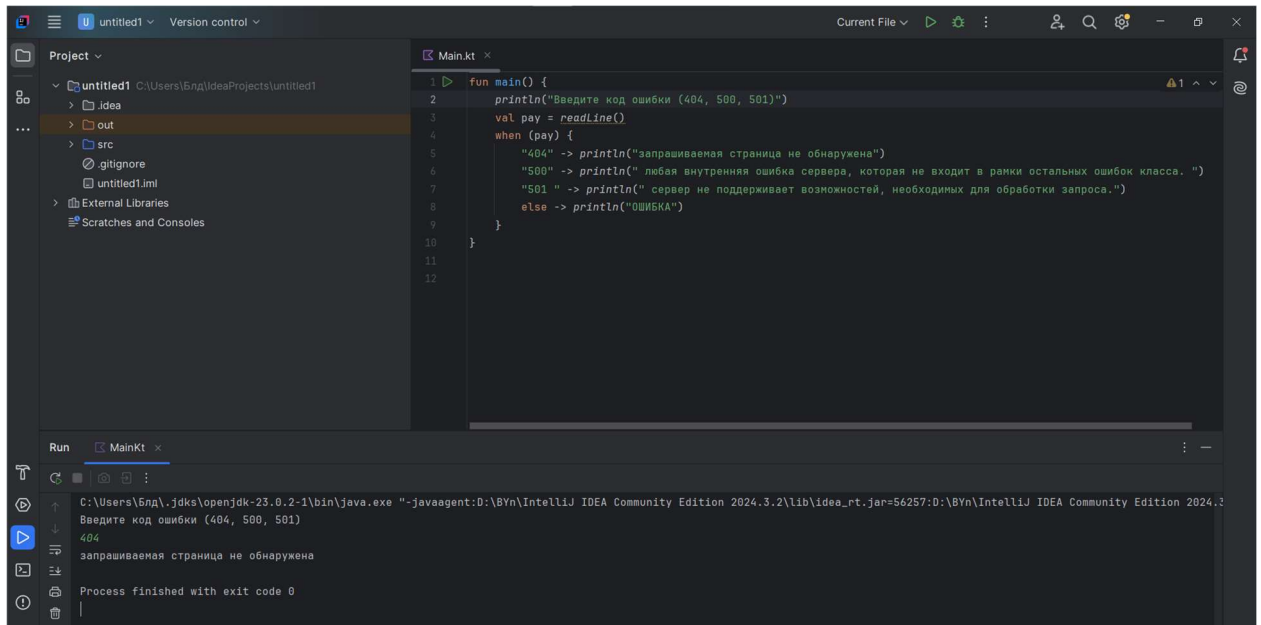 U untitled1 Version control Current File
Project
Main.kt
untitled1 C:\Users\Блд\IdeaProjects\untitled1
.idea
out
src
.gitignore
untitled1.iml
External Libraries
Scratches and Consoles
1 fun main() {
2 println("Введите код ошибки (404, 500, 501)")
3 val pay = readLine()
4 when (pay) {
5 "404" -> println("запрашиваемая страница не обнаружена")
6 "500" -> println(" любая внутренняя ошибка сервера, которая не входит в рамки остальных ошибок класса. ")
7 "501 " -> println(" сервер не поддерживает возможностей, необходимых для обработки запроса.")
8 else -> println("ОШИБКА")
9 }
10 }
11
12
1
Run MainKt
C:\Users\Блд\.jdks\openjdk-23.0.2-1\bin\java.exe "-javaagent:D:\BYn\IntelliJ IDEA Community Edition 2024.3.2\lib\idea_rt.jar=56257:D:\BYn\IntelliJ IDEA Community Edition 2024.3
Введите код ошибки (404, 500, 501)
404
запрашиваемая страница не обнаружена
Process finished with exit code 0